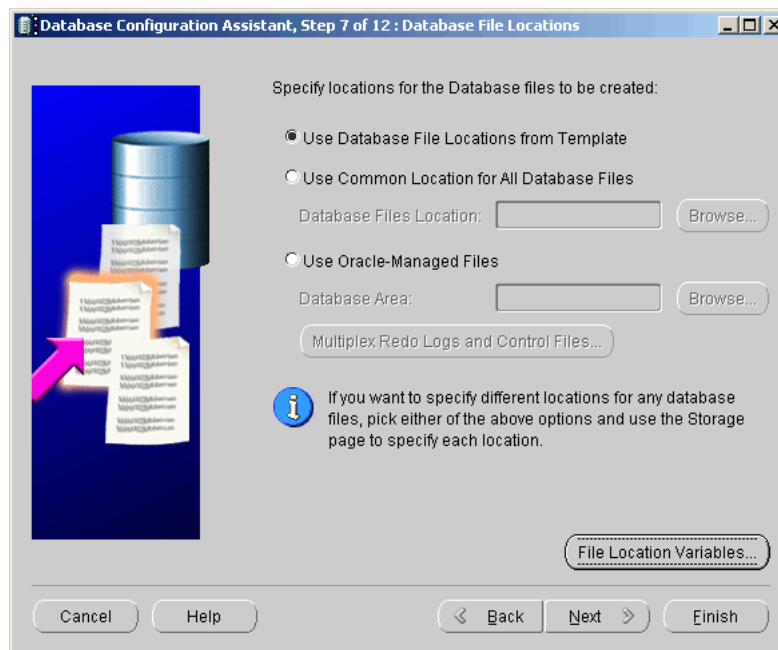 Database Configuration Assistant, Step 7 of 12 : Database File Locations
Specify locations for the Database files to be created:
Use Database File Locations from Template
Use Common Location for All Database Files
Database Files Location:
Browse...
Use Oracle-Managed Files
Database Area:
Browse...
Multiplex Redo Logs and Control Files...
If you want to specify different locations for any database
files, pick either of the above options and use the Storage
page to specify each location.
File Location Variables...
Cancel
Help
Back
Next
Finish